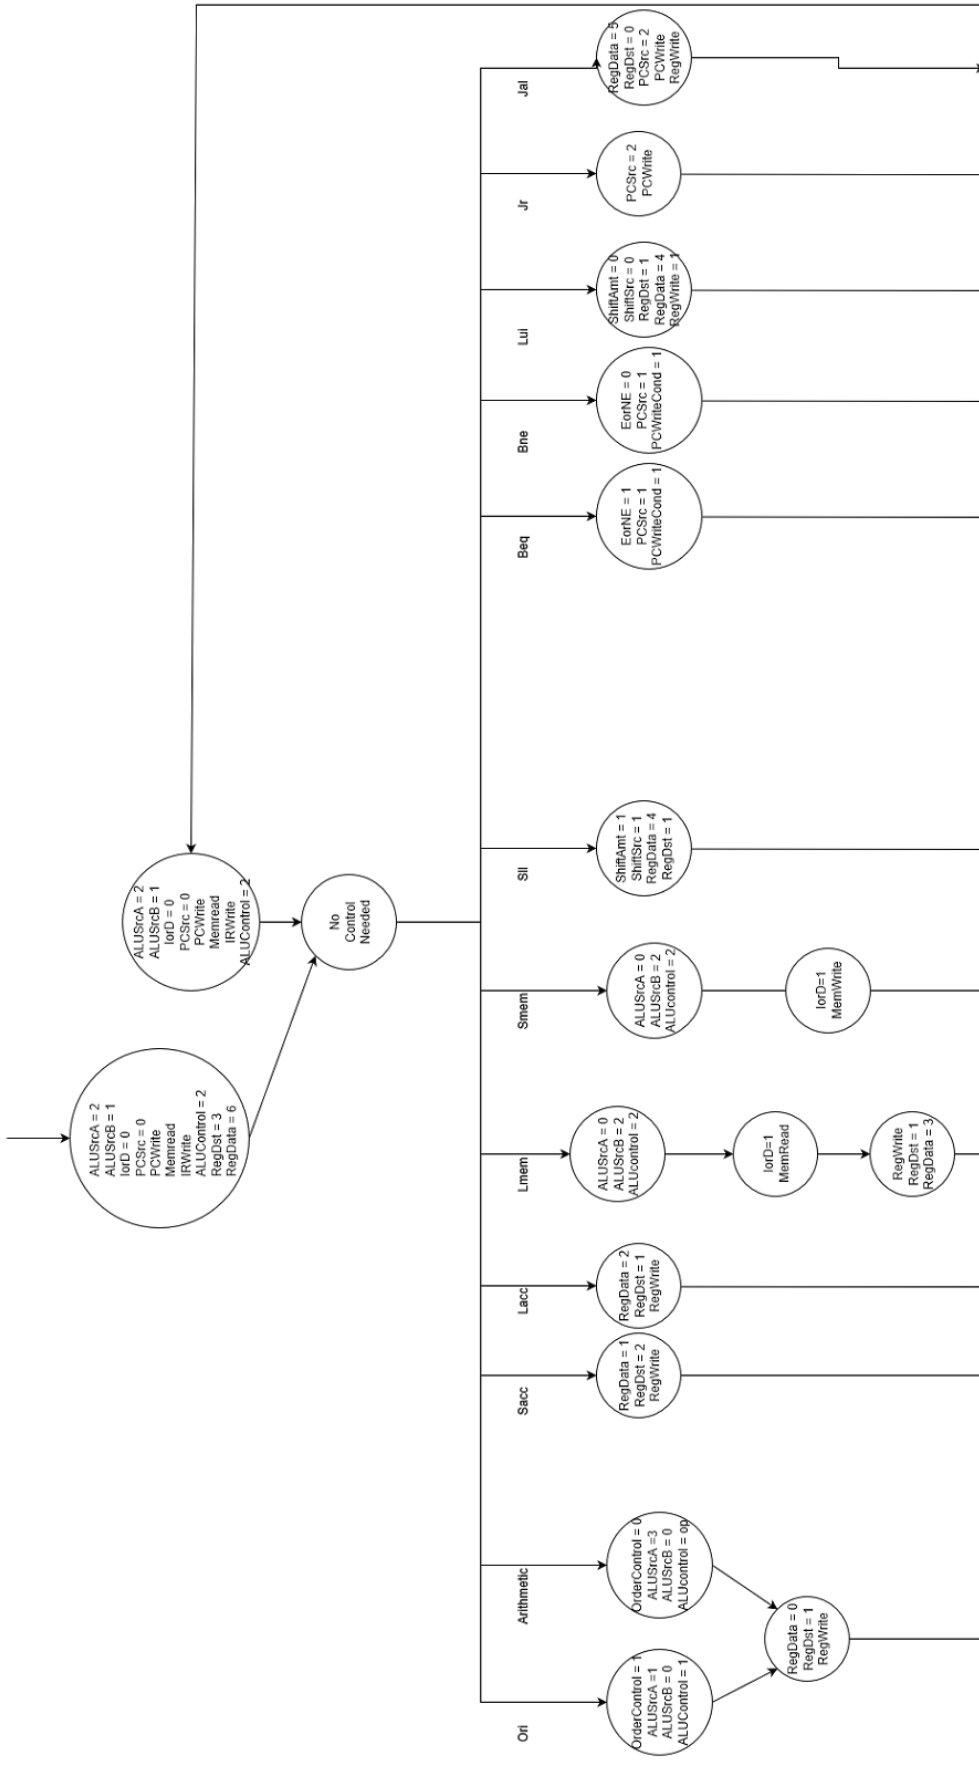 ALUSrcA = 2
ALUSrcB = 1
IorD = 0
PCSrc = 0
PCWrite
Memread
IRWrite
ALUControl = 2
RegDst = 3
RegData = 6
ALUSrcA = 2
ALUSrcB = 1
IorD = 0
PCSrc = 0
PCWrite
Memread
IRWrite
ALUControl = 2
No
Control
Needed
Ori
OrderControl = 1
ALUSrcA =1
ALUSrcB = 0
ALUControl = 1
Arithmetic
OrderControl = 0
ALUSrcA =3
ALUSrcB = 0
ALUcontrol = op
RegData = 0
RegDst = 1
RegWrite
Sacc
RegData = 1
RegDst = 2
RegWrite
Lacc
RegData = 2
RegDst = 1
RegWrite
Lmem
ALUSrcA = 0
ALUSrcB = 2
ALUcontrol = 2
IorD=1
MemRead
RegWrite
RegDst = 1
RegData = 3
Smem
ALUSrcA = 0
ALUSrcB = 2
ALUcontrol = 2
IorD=1
MemWrite
Sll
ShiftAmt = 1
ShiftSrc = 1
RegData = 4
RegDst = 1
Beq
EorNE = 1
PCSrc = 1
PCWriteCond = 1
Bne
EorNE = 0
PCSrc = 1
PCWriteCond = 1
Lui
ShiftAmt = 0
ShiftSrc = 0
RegDst = 1
RegData = 4
RegWrite = 1
Jr
PCSrc = 2
PCWrite
Jal
RegData = 5
RegDst = 0
PCSrc = 2
PCWrite
RegWrite